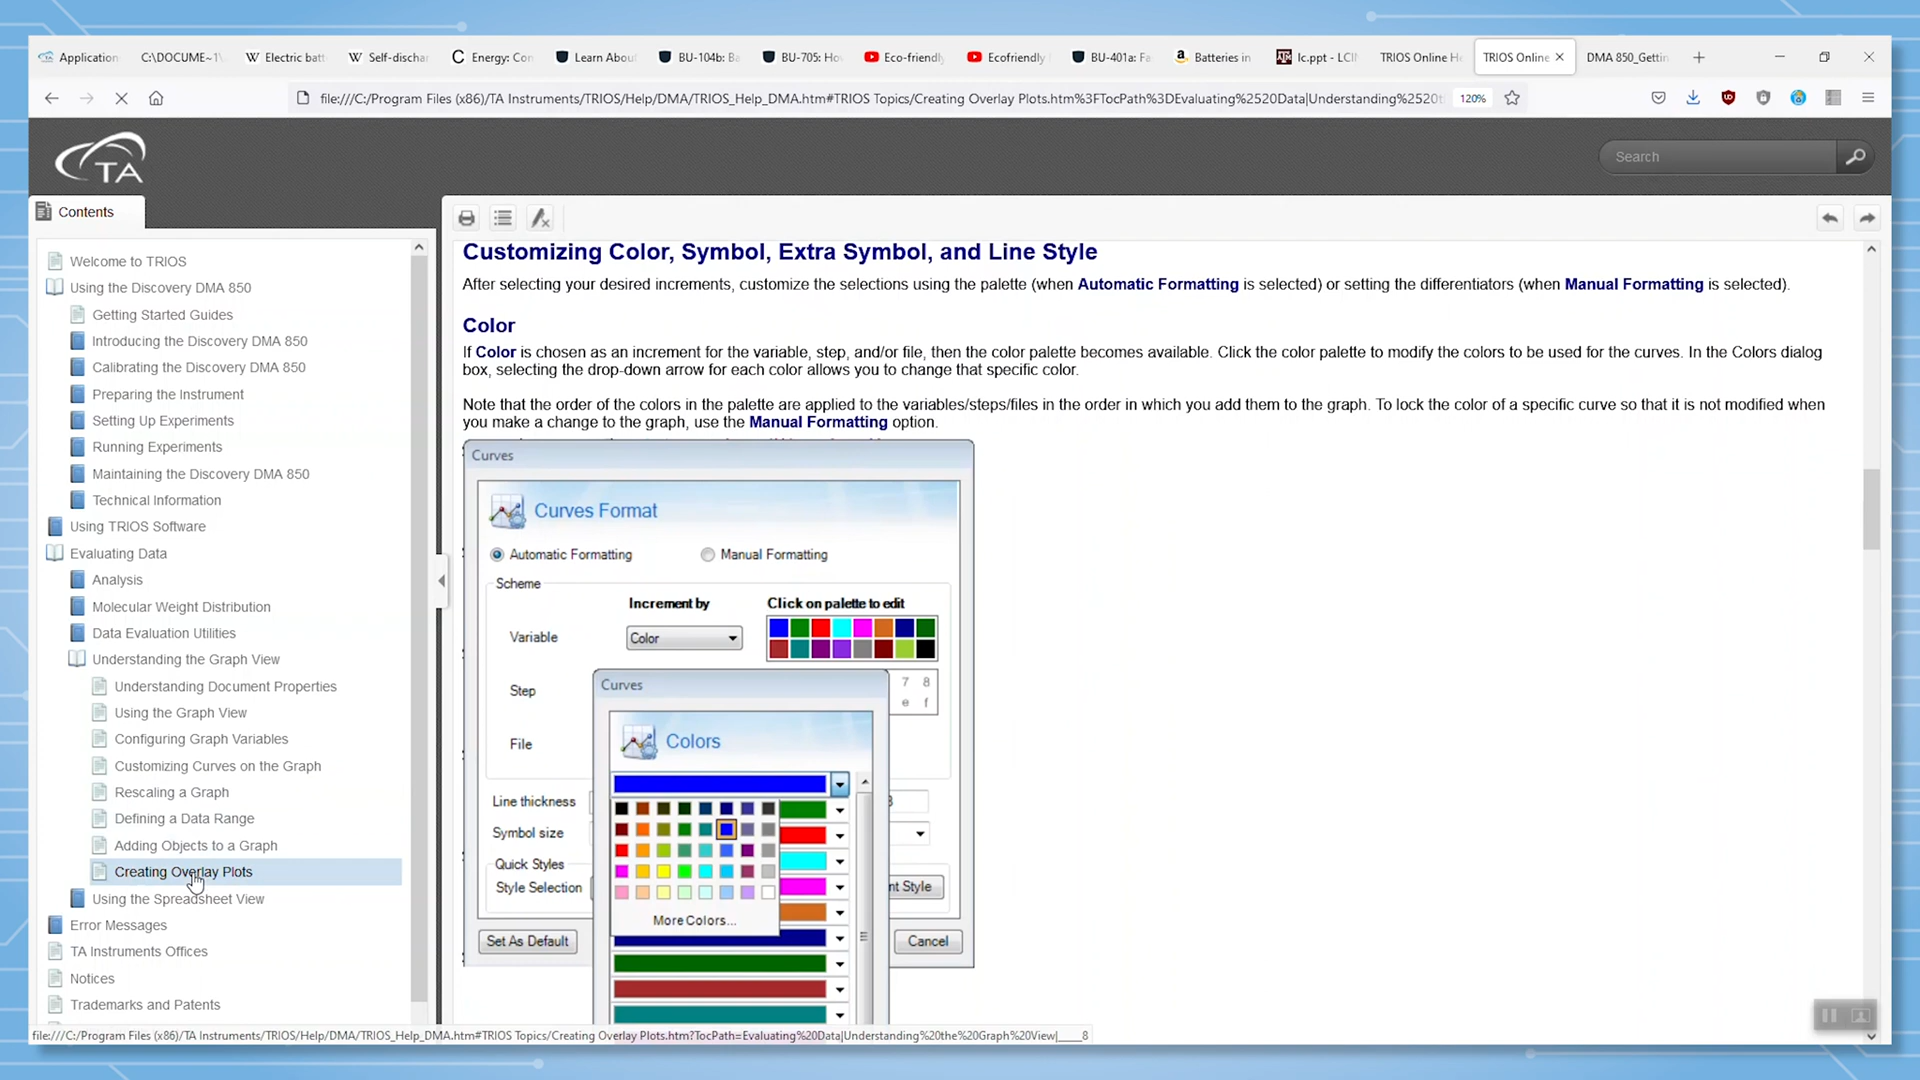 Application
C:\DOCUME~1\
Electric batt
Self-dischar
Energy: Con
Learn Abou
BU-104b: Ba
BU-705: Ho
Eco-friendly
Ecofriendly
BU-401a: Fa
Batteries in
lc.ppt - LCIN
TRIOS Online He
TRIOS Online
DMA 850_Gettin
file:///C:/Program Files (x86)/TA Instruments/TRIOS/Help/DMA/TRIOS_Help_DMA.htm#TRIOS Topics/Creating Overlay Plots.htm%3FTocPath%3DEvaluating%2520Data|Understanding%2520t
120%
TA
Search
Contents
Welcome to TRIOS
Using the Discovery DMA 850
Getting Started Guides
Introducing the Discovery DMA 850
Calibrating the Discovery DMA 850
Preparing the Instrument
Setting Up Experiments
Running Experiments
Maintaining the Discovery DMA 850
Technical Information
Using TRIOS Software
Evaluating Data
Analysis
Molecular Weight Distribution
Data Evaluation Utilities
Understanding the Graph View
Understanding Document Properties
Using the Graph View
Configuring Graph Variables
Customizing Curves on the Graph
Rescaling a Graph
Defining a Data Range
Adding Objects to a Graph
Creating Overlay Plots
Using the Spreadsheet View
Error Messages
TA Instruments Offices
Notices
Trademarks and Patents
Customizing Color, Symbol, Extra Symbol, and Line Style
After selecting your desired increments, customize the selections using the palette (when Automatic Formatting is selected) or setting the differentiators (when Manual Formatting is selected).
Color
If Color is chosen as an increment for the variable, step, and/or file, then the color palette becomes available. Click the color palette to modify the colors to be used for the curves. In the Colors dialog
box, selecting the drop-down arrow for each color allows you to change that specific color.
Note that the order of the colors in the palette are applied to the variables/steps/files in the order in which you add them to the graph. To lock the color of a specific curve so that it is not modified when
you make a change to the graph, use the Manual Formatting option.
Curves
Curves Format
Automatic Formatting
Manual Formatting
Scheme
Increment by
Click on palette to edit
Variable
Color
Step
7 8
e f
File
Curves
Colors
Line thickness
Symbol size
Quick Styles
Style Selection
nt Style
More Colors...
Set As Default
Cancel
file:///C:/Program Files (x86)/TA Instruments/TRIOS/Help/DMA/TRIOS_Help_DMA.htm#TRIOS Topics/Creating Overlay Plots.htm?TocPath=Evaluating%20Data|Understanding%20the%20Graph%20View|____8